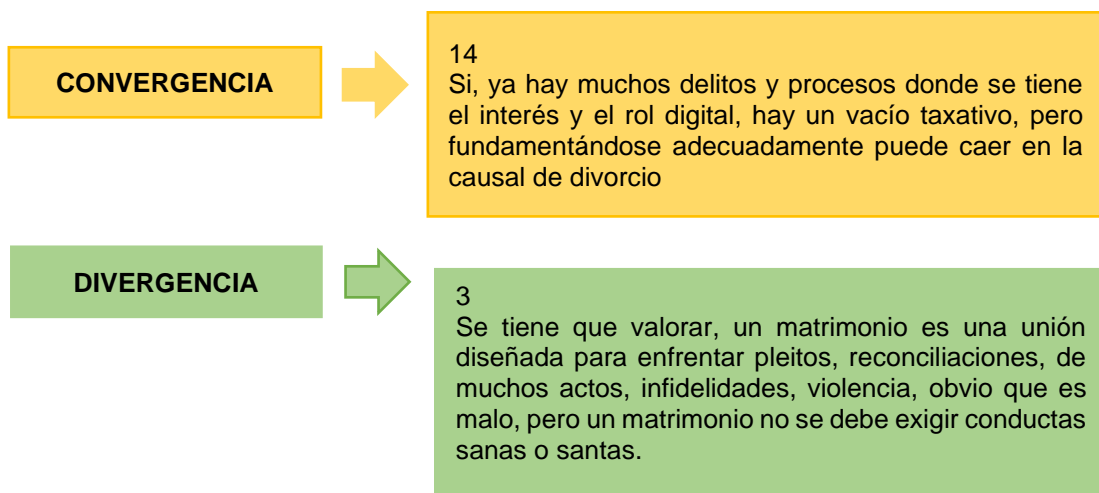 CONVERGENCIA
14
Si, ya hay muchos delitos y procesos donde se tiene
el interés y el rol digital, hay un vacío taxativo, pero
fundamentándose adecuadamente puede caer en la
causal de divorcio
DIVERGENCIA
3
Se tiene que valorar, un matrimonio es una unión
diseñada para enfrentar pleitos, reconciliaciones, de
muchos actos, infidelidades, violencia, obvio que es
malo, pero un matrimonio no se debe exigir conductas
sanas o santas.